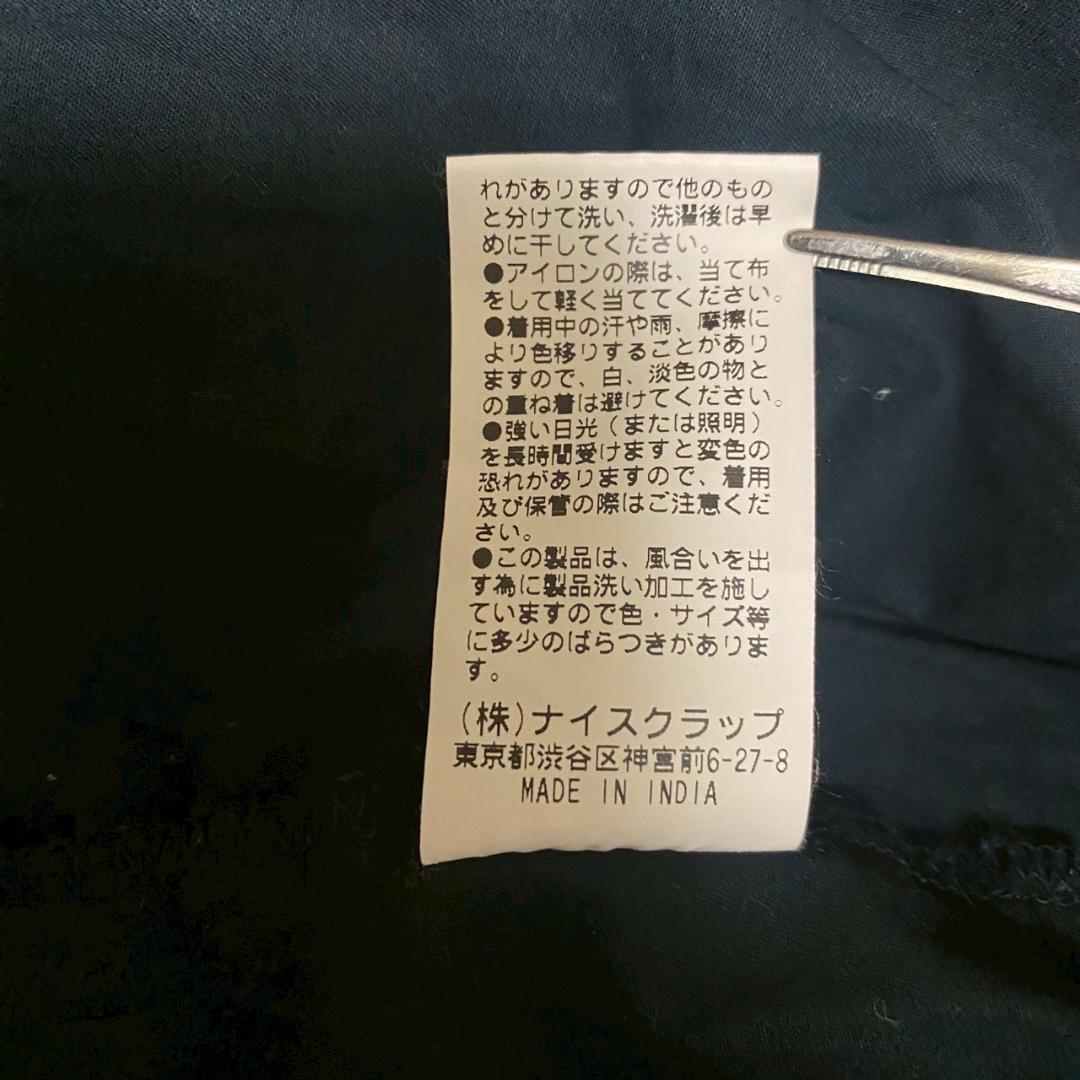 れがありますので他のもの
と分けて洗い、洗濯後は早
めに干してください。
●アイロンの際は、当て布
をして軽く当ててください。
●着用中の汗や雨、摩擦に
より色移りすることがあり
ますので、白、淡色の物と
の重ね着は避けてください。
●強い日光（または照明）
を長時間受けますと変色の
恐れがありますので、着用
及び保管の際はご注意くだ
さい。
●この製品は、風合いを出
す為に製品洗い加工を施し
ていますので色・サイズ等
に多少のばらつきがありま
す。
(株)ナイスクラップ
東京都渋谷区神宮前6-27-8
MADE IN INDIA